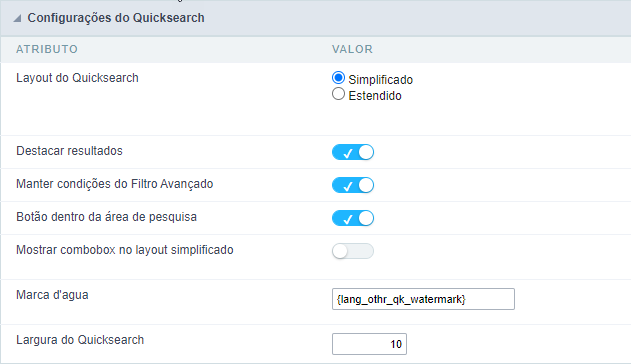 Configurações do Quicksearch
ATRIBUTO VALOR
Layout do Quicksearch Simplificado
Estendido
Destacar resultados
Manter condições do Filtro Avançado
Botão dentro da área de pesquisa
Mostrar combobox no layout simplificado
Marca d'agua {lang_othr_qk_watermark}
Largura do Quicksearch 10